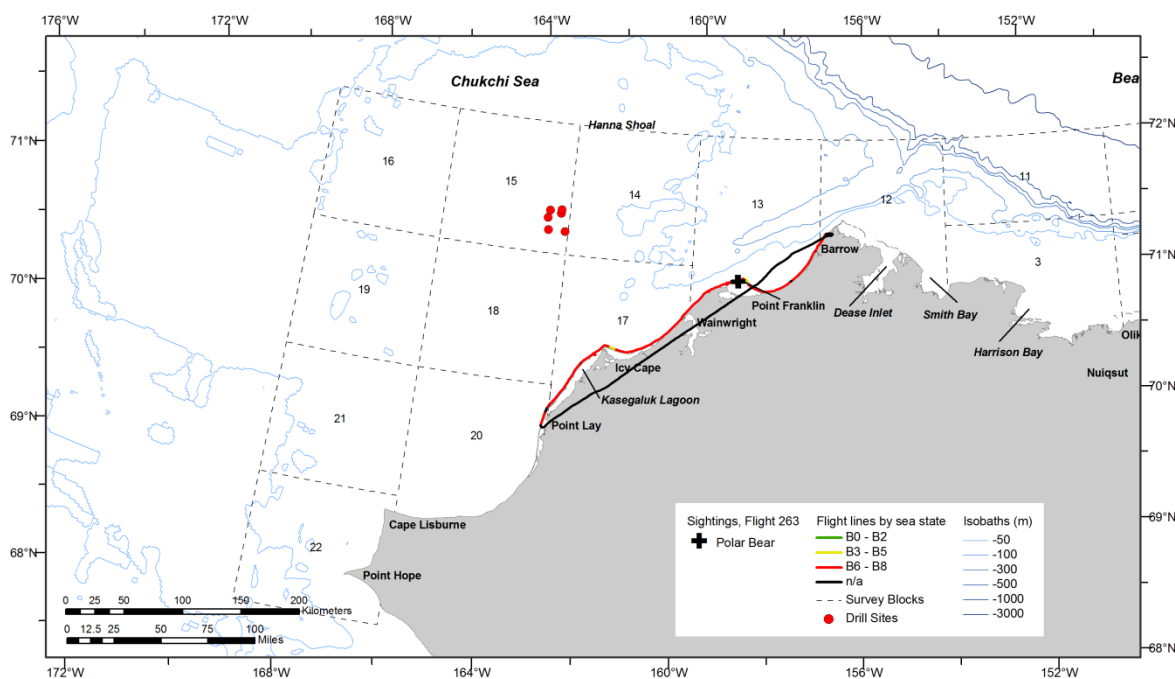 176°W
172°W
168°W
164°W
160°W
156°W
152°W
Chukchi Sea
Bea
72°N
71°N
Hanna Shoal
16
15
14
13
12
11
3
71°N
70°N
Barrow
19
18
17
Point Franklin
Dease Inlet
Smith Bay
Harrison Bay
Wainwright
Olik
Nuiqsut
70°N
Icy Cape
Kasegaluk Lagoon
69°N
21
20
Point Lay
69°N
Cape Lisburne
68°N
22
Point Hope
68°N
0 25 50 100 150 200
Kilometers
0 12.5 25 50 75 100
Miles
Sightings, Flight 263
Polar Bear
Flight lines by sea state
B0 - B2
B3 - B5
B6 - B8
n/a
Survey Blocks
Drill Sites
Isobaths (m)
-50
-100
-300
-500
-1000
-3000
172°W
168°W
164°W
160°W
156°W
152°W